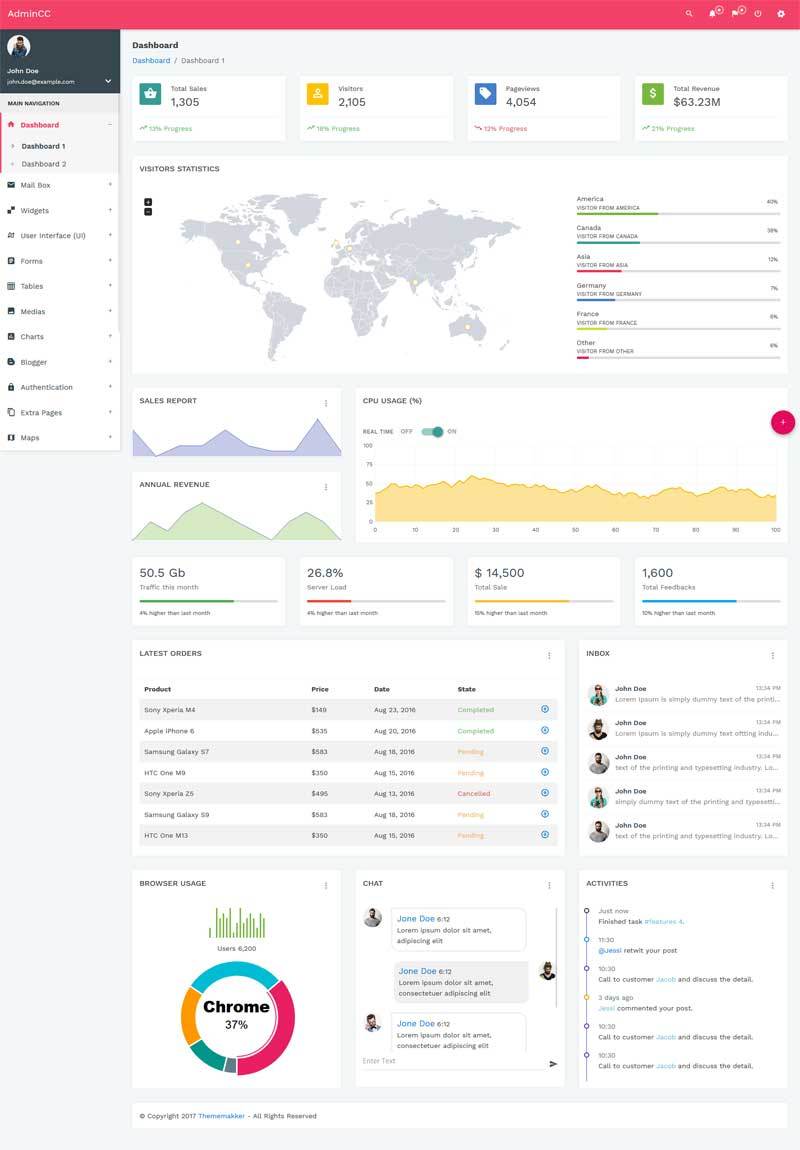 AdminCC
John Doe
john.doe@example.com
MAIN NAVIGATION
Dashboard
Dashboard 1
Dashboard 2
Mail Box
Widgets
User Interface (UI)
Forms
Tables
Medias
Charts
Blogger
Authentication
Extra Pages
Maps
Dashboard
Dashboard / Dashboard 1
Total Sales
1,305
13% Progress
Visitors
2,105
18% Progress
Pageviews
4,054
12% Progress
Total Revenue
$63.23M
21% Progress
VISITORS STATISTICS
America 40%
VISITOR FROM AMERICA
Canada 38%
VISITOR FROM CANADA
Asia 12%
VISITOR FROM ASIA
Germany 7%
VISITOR FROM GERMANY
France 6%
VISITOR FROM FRANCE
Other 6%
VISITOR FROM OTHER
SALES REPORT
ANNUAL REVENUE
CPU USAGE (%)
REAL TIME OFF ON
100
75
50
25
0
0 10 20 30 40 50 60 70 80 90 100
50.5 Gb
Traffic this month
4% higher than last month
26.8%
Server Load
4% higher than last month
$ 14,500
Total Sale
15% higher than last month
1,600
Total Feedbacks
10% higher than last month
LATEST ORDERS
Product Price Date State
Sony Xperia M4 $149 Aug 23, 2016 Completed
Apple iPhone 6 $535 Aug 20, 2016 Completed
Samsung Galaxy S7 $583 Aug 18, 2016 Pending
HTC One M9 $350 Aug 15, 2016 Pending
Sony Xperia Z5 $495 Aug 13, 2016 Cancelled
Samsung Galaxy S9 $583 Aug 18, 2016 Pending
HTC One M13 $350 Aug 15, 2016 Pending
INBOX
John Doe 13:34 PM
Lorem Ipsum is simply dummy text of the printi...
John Doe 13:34 PM
Lorem Ipsum is simply dummy text oftting indu...
John Doe 13:34 PM
text of the printing and typesetting industry. Lo...
John Doe 13:34 PM
simply dummy text of the printing and typesetti...
John Doe 13:34 PM
text of the printing and typesetting industry. Lo...
BROWSER USAGE
Users 6,200
Chrome
37%
CHAT
Jone Doe 6:12
Lorem ipsum dolor sit amet,
adipiscing elit
Jone Doe 6:12
Lorem ipsum dolor sit amet,
consectetuer adipiscing elit
Jone Doe 6:12
Lorem ipsum dolor sit amet,
consectetuer adipiscing elit
Enter Text
ACTIVITIES
Just now
Finished task #features 4.
11:30
@Jessi retwit your post
10:30
Call to customer Jacob and discuss the detail.
3 days ago
Jessi commented your post.
10:30
Call to customer Jacob and discuss the detail.
10:30
Call to customer Jacob and discuss the detail.
© Copyright 2017 Thememakker - All Rights Reserved